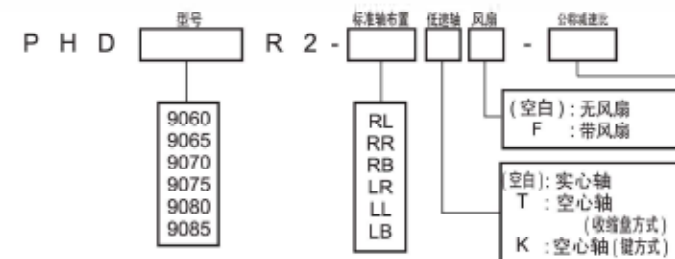 型号 标准轴布置 低速轴 风扇 公称减速比
P H D R 2 - -
9060
9065
9070
9075
9080
9085
RL
RR
RB
LR
LL
LB
(空白):无风扇
F :带风扇
(空白):实心轴
T :空心轴
(收缩盘方式)
K :空心轴(键方式)